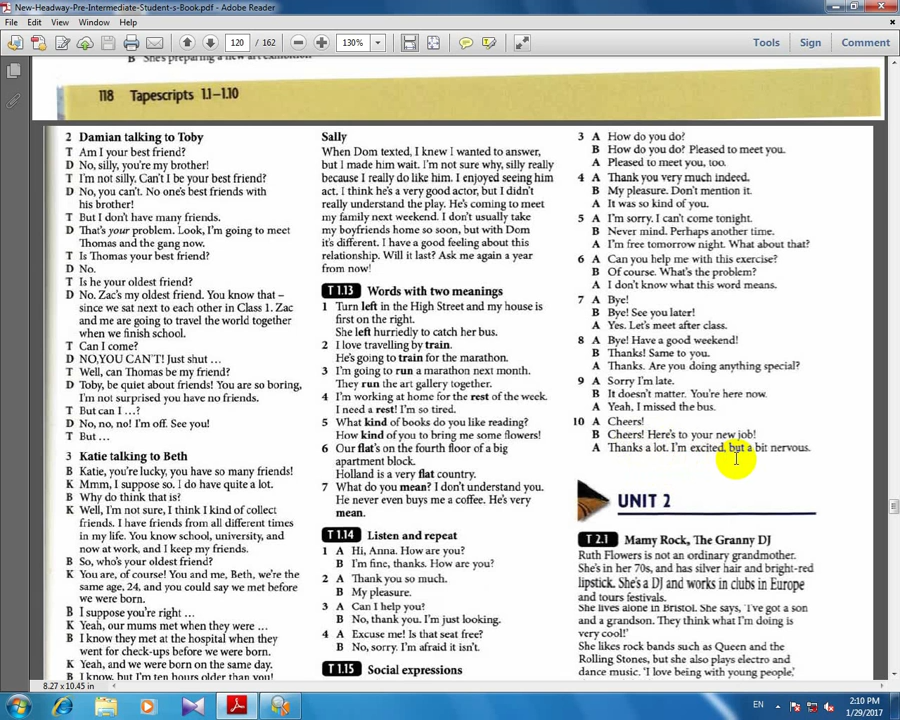 New-Headway-Pre-Intermediate-Student-s-Book.pdf - Adobe Reader
File Edit View Window Help
120 / 162 130% Tools Sign Comment
B She's preparing a new art exhibition
118 Tapescripts 1.1–1.10
2 Damian talking to Toby
T Am I your best friend?
D No, silly, you're my brother!
T I'm not silly. Can't I be your best friend?
D No, you can't. No one's best friends with
his brother!
T But I don't have many friends.
D That's your problem. Look, I'm going to meet
Thomas and the gang now.
T Is Thomas your best friend?
D No.
T Is he your oldest friend?
D No. Zac's my oldest friend. You know that –
since we sat next to each other in Class 1. Zac
and me are going to travel the world together
when we finish school.
T Can I come?
D NO,YOU CAN'T! Just shut …
T Well, can Thomas be my friend?
D Toby, be quiet about friends! You are so boring,
I'm not surprised you have no friends.
T But can I …?
D No, no, no! I'm off. See you!
T But …
3 Katie talking to Beth
B Katie, you're lucky, you have so many friends!
K Mmm, I suppose so. I do have quite a lot.
B Why do think that is?
K Well, I'm not sure, I think I kind of collect
friends. I have friends from all different times
in my life. You know school, university, and
now at work, and I keep my friends.
B So, who's your oldest friend?
K You are, of course! You and me, Beth, we're the
same age, 24, and you could say we met before
we were born.
B I suppose you're right …
K Yeah, our mums met when they were …
B I know they met at the hospital when they
went for check-ups before we were born.
K Yeah, and we were born on the same day.
B I know, but I'm ten hours older than you!
Sally
When Dom texted, I knew I wanted to answer,
but I made him wait. I'm not sure why, silly really
because I really do like him. I enjoyed seeing him
act. I think he's a very good actor, but I didn't
really understand the play. He's coming to meet
my family next weekend. I don't usually take
my boyfriends home so soon, but with Dom
it's different. I have a good feeling about this
relationship. Will it last? Ask me again a year
from now!
T 1.13 Words with two meanings
1 Turn left in the High Street and my house is
first on the right.
She left hurriedly to catch her bus.
2 I love travelling by train.
He's going to train for the marathon.
3 I'm going to run a marathon next month.
They run the art gallery together.
4 I'm working at home for the rest of the week.
I need a rest! I'm so tired.
5 What kind of books do you like reading?
How kind of you to bring me some flowers!
6 Our flat's on the fourth floor of a big
apartment block.
Holland is a very flat country.
7 What do you mean? I don't understand you.
He never even buys me a coffee. He's very
mean.
T 1.14 Listen and repeat
1 A Hi, Anna. How are you?
B I'm fine, thanks. How are you?
2 A Thank you so much.
B My pleasure.
3 A Can I help you?
B No, thank you. I'm just looking.
4 A Excuse me! Is that seat free?
B No, sorry. I'm afraid it isn't.
T 1.15 Social expressions
3 A How do you do?
B How do you do? Pleased to meet you.
A Pleased to meet you, too.
4 A Thank you very much indeed.
B My pleasure. Don't mention it.
A It was so kind of you.
5 A I'm sorry. I can't come tonight.
B Never mind. Perhaps another time.
A I'm free tomorrow night. What about that?
6 A Can you help me with this exercise?
B Of course. What's the problem?
A I don't know what this word means.
7 A Bye!
B Bye! See you later!
A Yes. Let's meet after class.
8 A Bye! Have a good weekend!
B Thanks! Same to you.
A Thanks. Are you doing anything special?
9 A Sorry I'm late.
B It doesn't matter. You're here now.
A Yeah, I missed the bus.
10 A Cheers!
B Cheers! Here's to your new job!
A Thanks a lot. I'm excited, but a bit nervous.
UNIT 2
T 2.1 Mamy Rock, The Granny DJ
Ruth Flowers is not an ordinary grandmother.
She's in her 70s, and has silver hair and bright-red
lipstick. She's a DJ and works in clubs in Europe
and tours festivals.
She lives alone in Bristol. She says, 'I've got a son
and a grandson. They think what I'm doing is
very cool!'
She likes rock bands such as Queen and the
Rolling Stones, but she also plays electro and
dance music. 'I love being with young people,'
8.27 x 10.45 in
EN 2:10 PM
1/29/2017